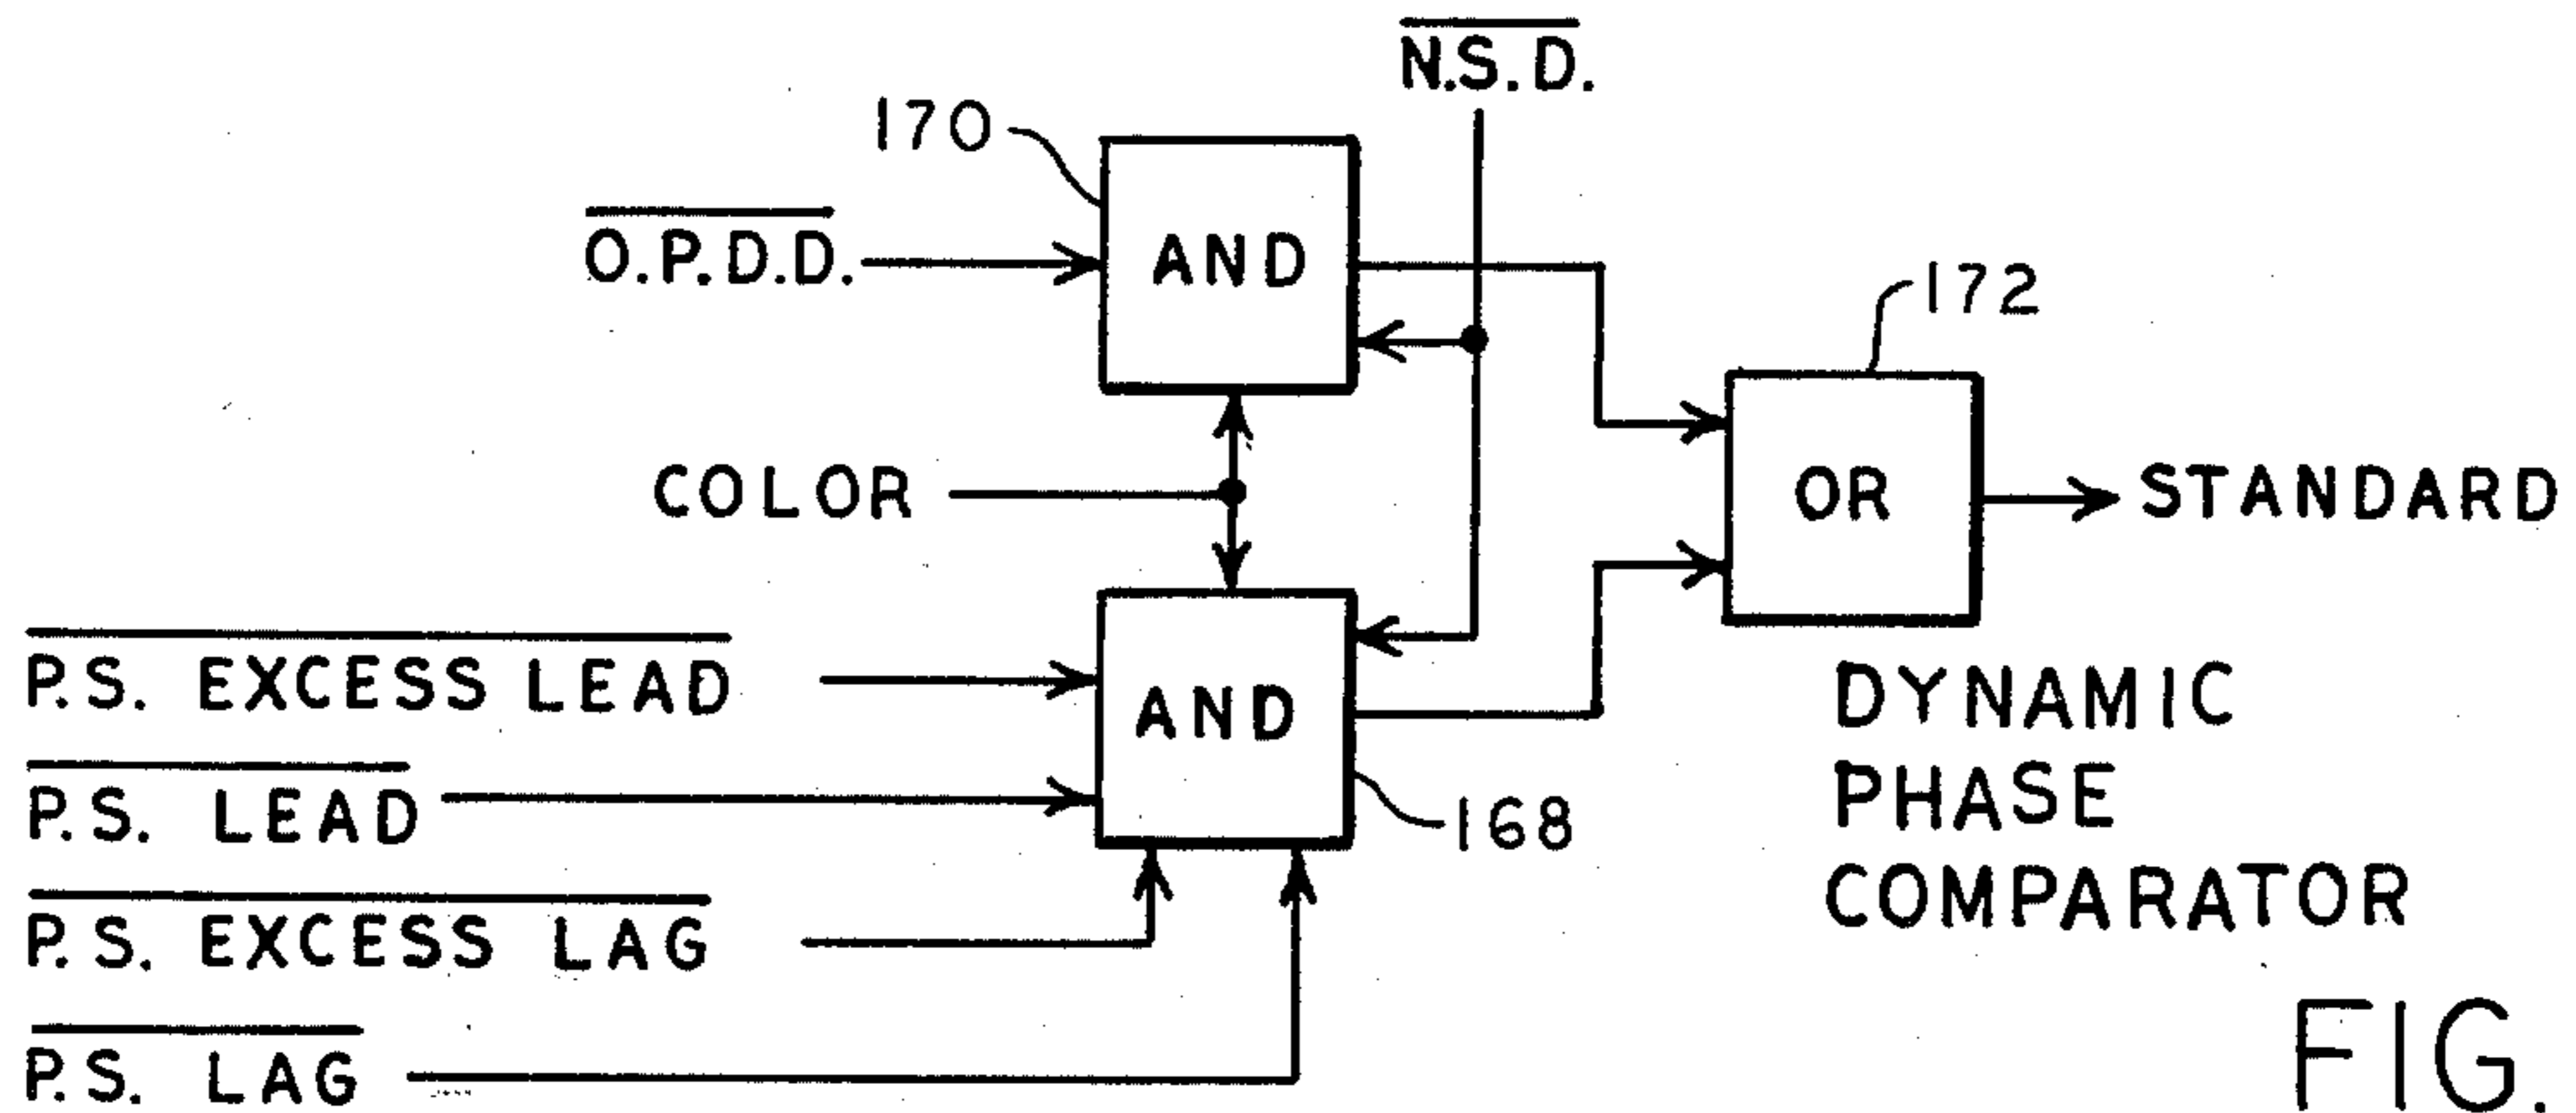 N.S.D.
170
O.P.D.D.
AND
172
COLOR
OR
STANDARD
P.S. EXCESS LEAD
AND
P.S. LEAD
168
P.S. EXCESS LAG
P.S. LAG
DYNAMIC
PHASE
COMPARATOR
FIG.